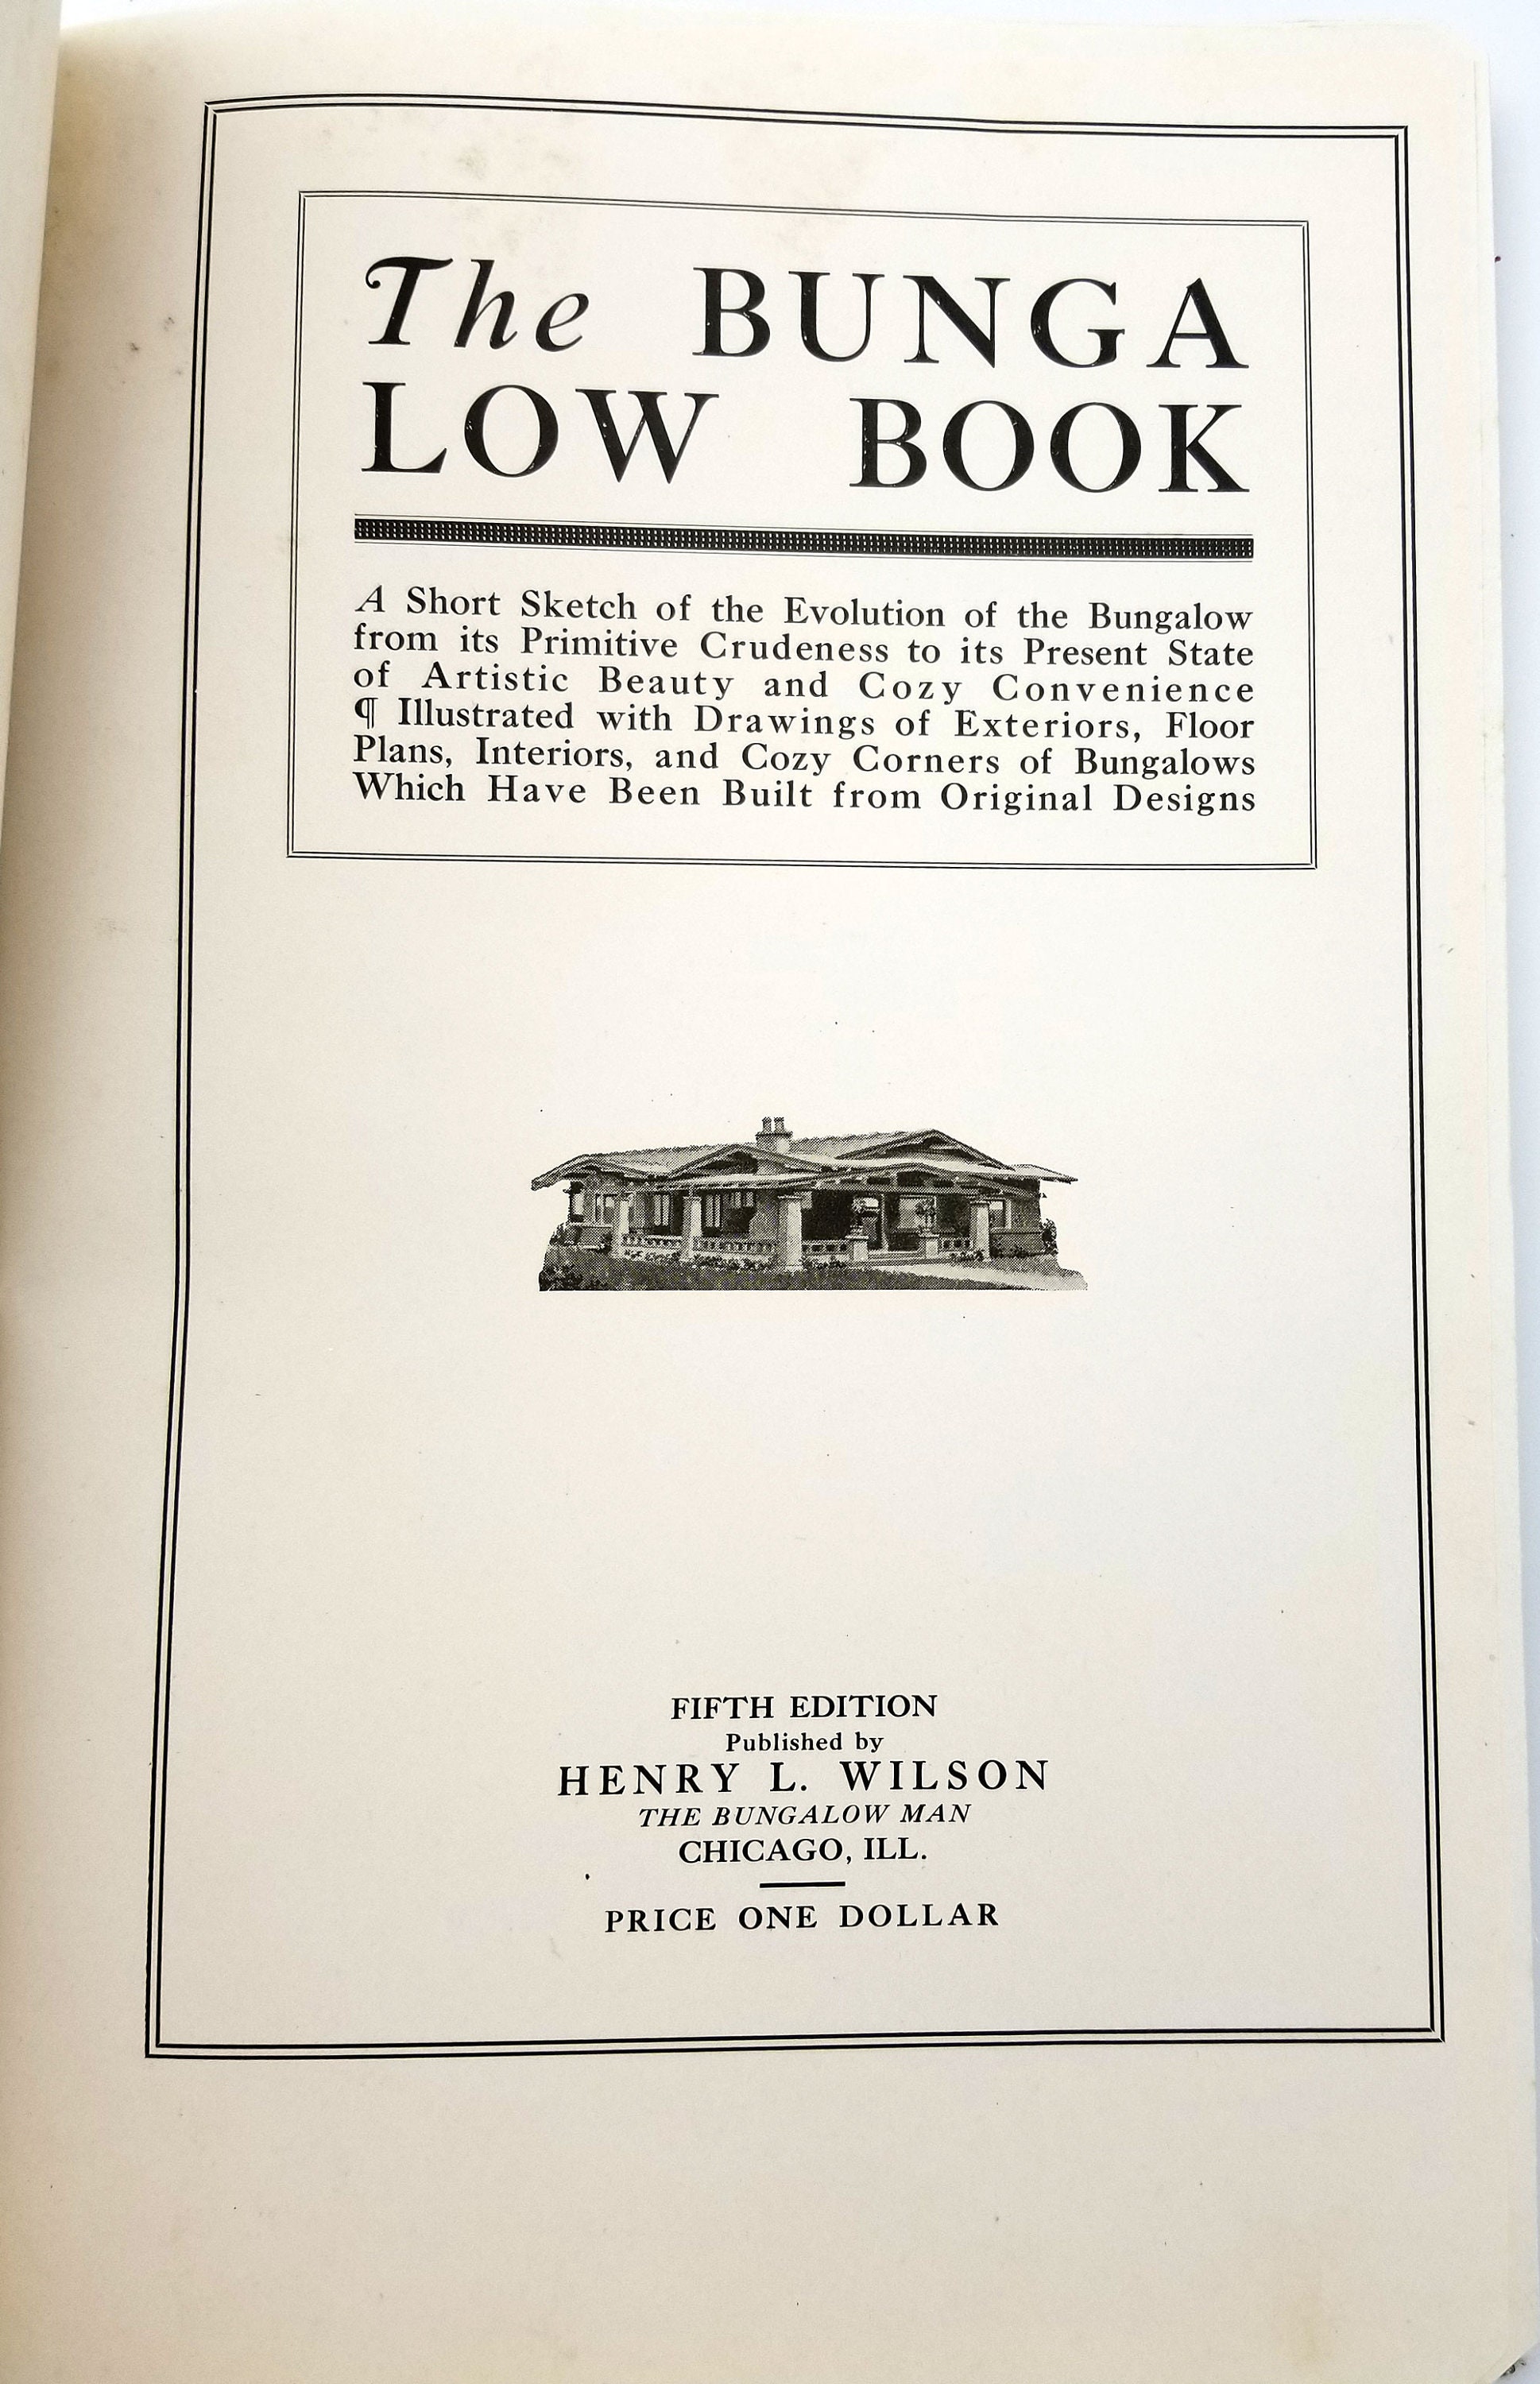 The BUNGA
LOW BOOK
A Short Sketch of the Evolution of the Bungalow
from its Primitive Crudeness to its Present State
of Artistic Beauty and Cozy Convenience
¶ Illustrated with Drawings of Exteriors, Floor
Plans, Interiors, and Cozy Corners of Bungalows
Which Have Been Built from Original Designs
FIFTH EDITION
Published by
HENRY L. WILSON
THE BUNGALOW MAN
CHICAGO, ILL.
PRICE ONE DOLLAR